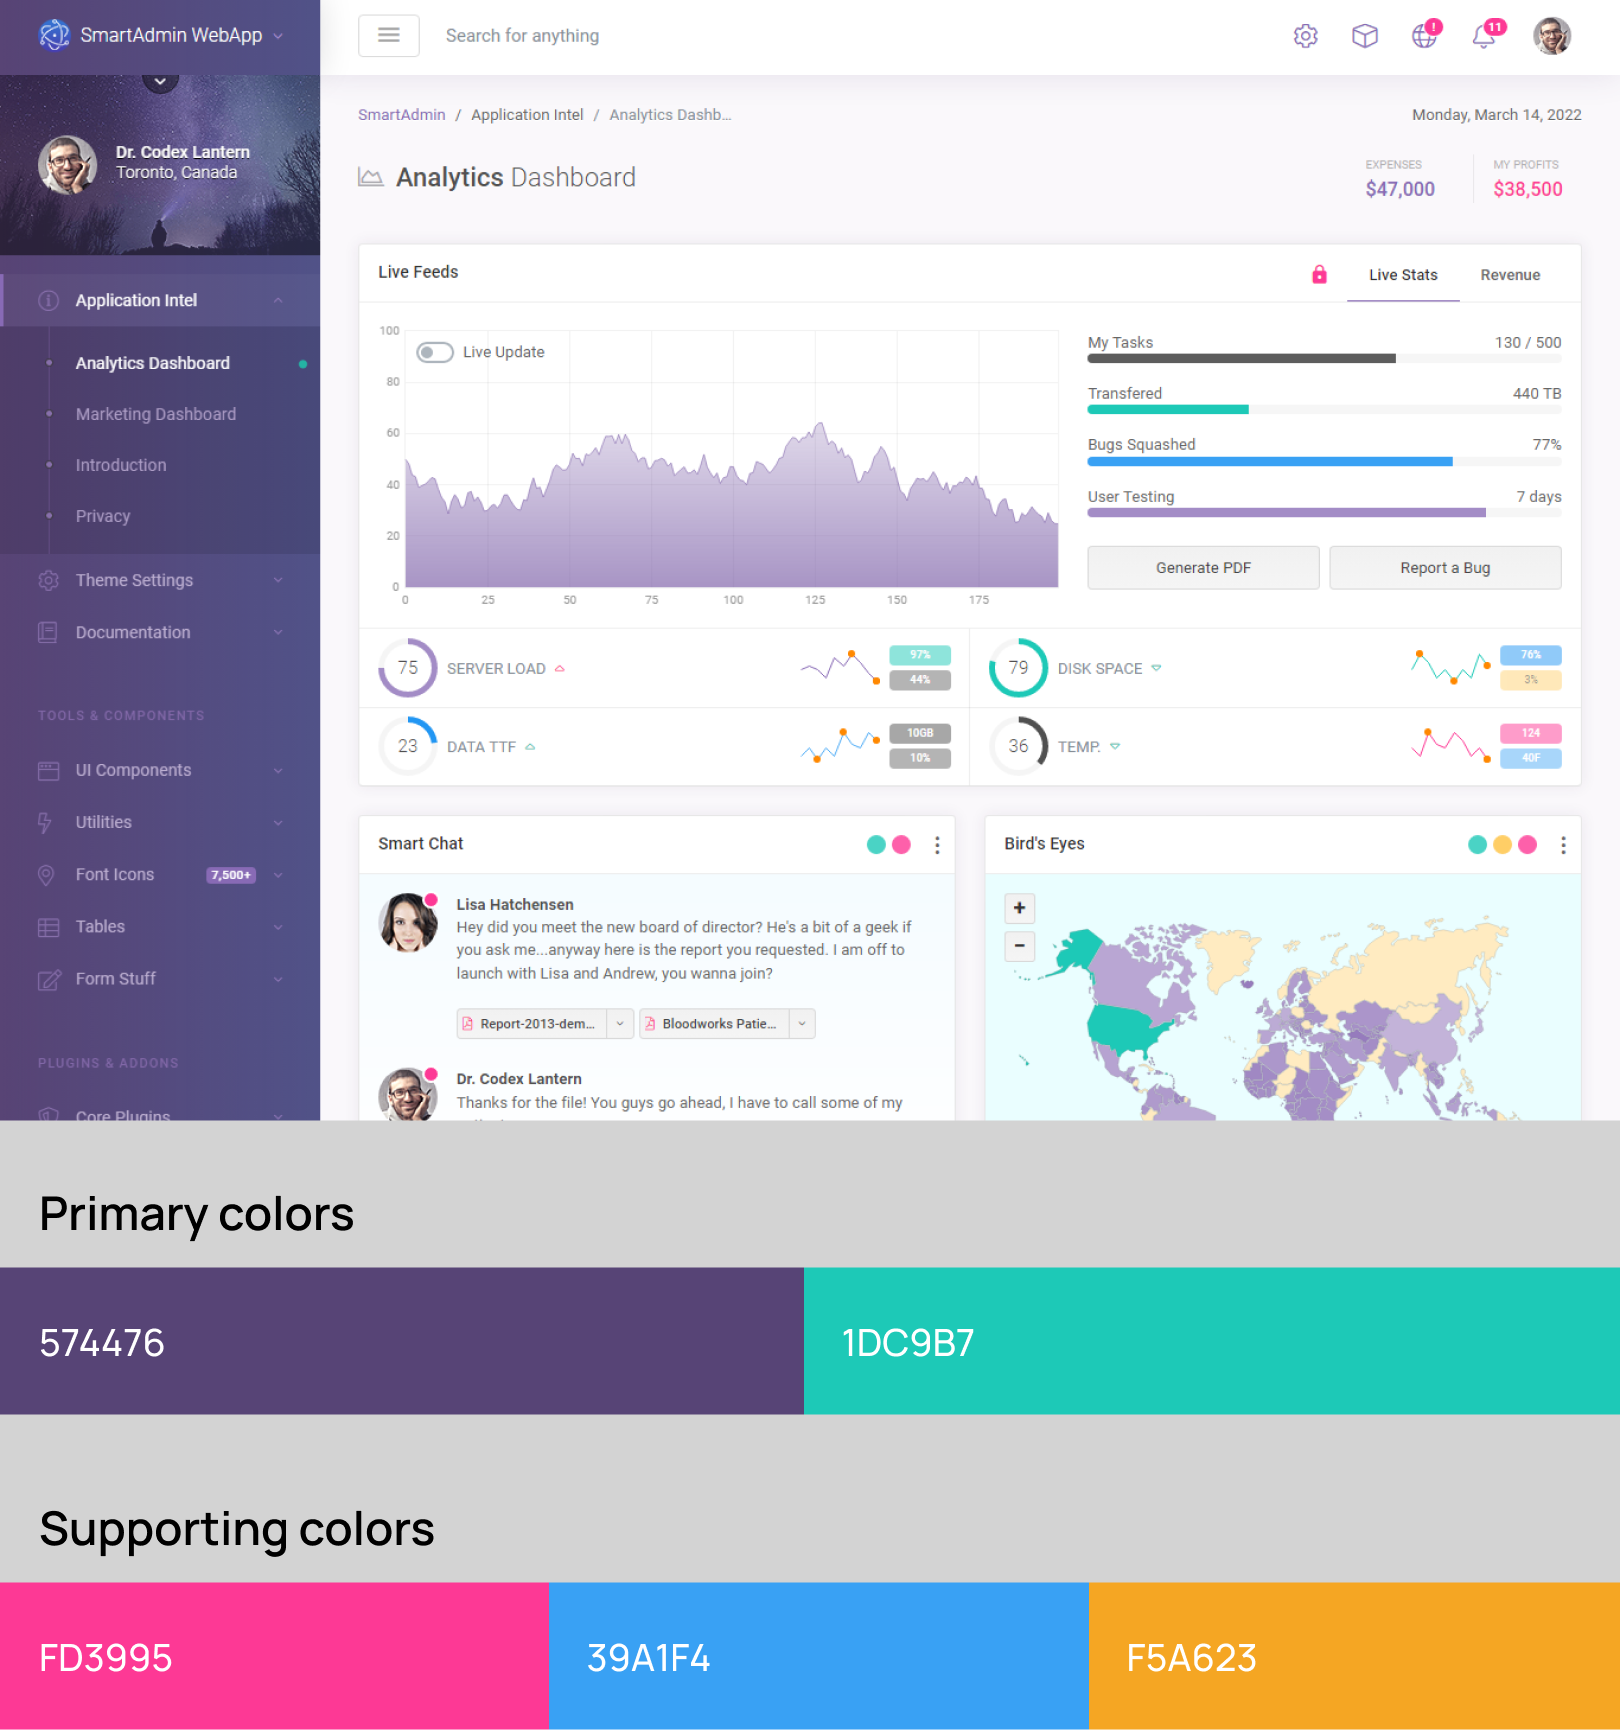 SmartAdmin WebApp
Search for anything
!
11
Dr. Codex Lantern
Toronto, Canada
SmartAdmin / Application Intel / Analytics Dashb...
Monday, March 14, 2022
Analytics Dashboard
EXPENSES
$47,000
MY PROFITS
$38,500
Application Intel
Analytics Dashboard
Marketing Dashboard
Introduction
Privacy
Theme Settings
Documentation
TOOLS & COMPONENTS
UI Components
Utilities
Font Icons 7,500+
Tables
Form Stuff
PLUGINS & ADDONS
Core Plugins
Live Feeds
Live Stats
Revenue
Live Update
100
80
60
40
20
0
0 25 50 75 100 125 150 175
My Tasks 130 / 500
Transfered 440 TB
Bugs Squashed 77%
User Testing 7 days
Generate PDF
Report a Bug
75 SERVER LOAD
97%
44%
79 DISK SPACE
76%
3%
23 DATA TTF
10GB
10%
36 TEMP.
124
40F
Smart Chat
Lisa Hatchensen
Hey did you meet the new board of director? He's a bit of a geek if
you ask me...anyway here is the report you requested. I am off to
launch with Lisa and Andrew, you wanna join?
Report-2013-dem...
Bloodworks Patie...
Dr. Codex Lantern
Thanks for the file! You guys go ahead, I have to call some of my
Bird's Eyes
+
−
Primary colors
574476
1DC9B7
Supporting colors
FD3995
39A1F4
F5A623